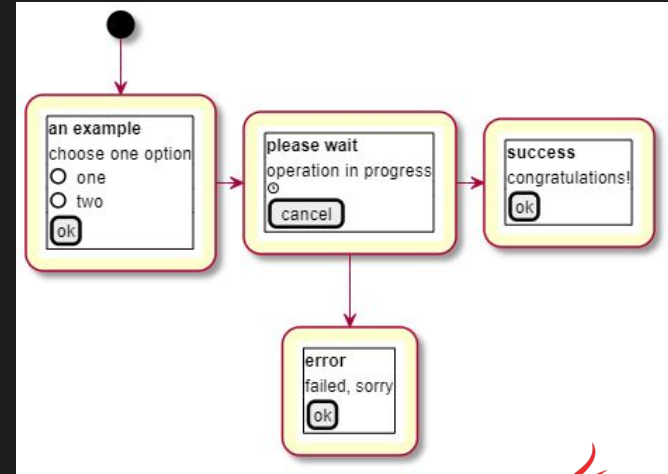 an example
choose one option
one
two
ok
please wait
operation in progress
cancel
success
congratulations!
ok
error
failed, sorry
ok